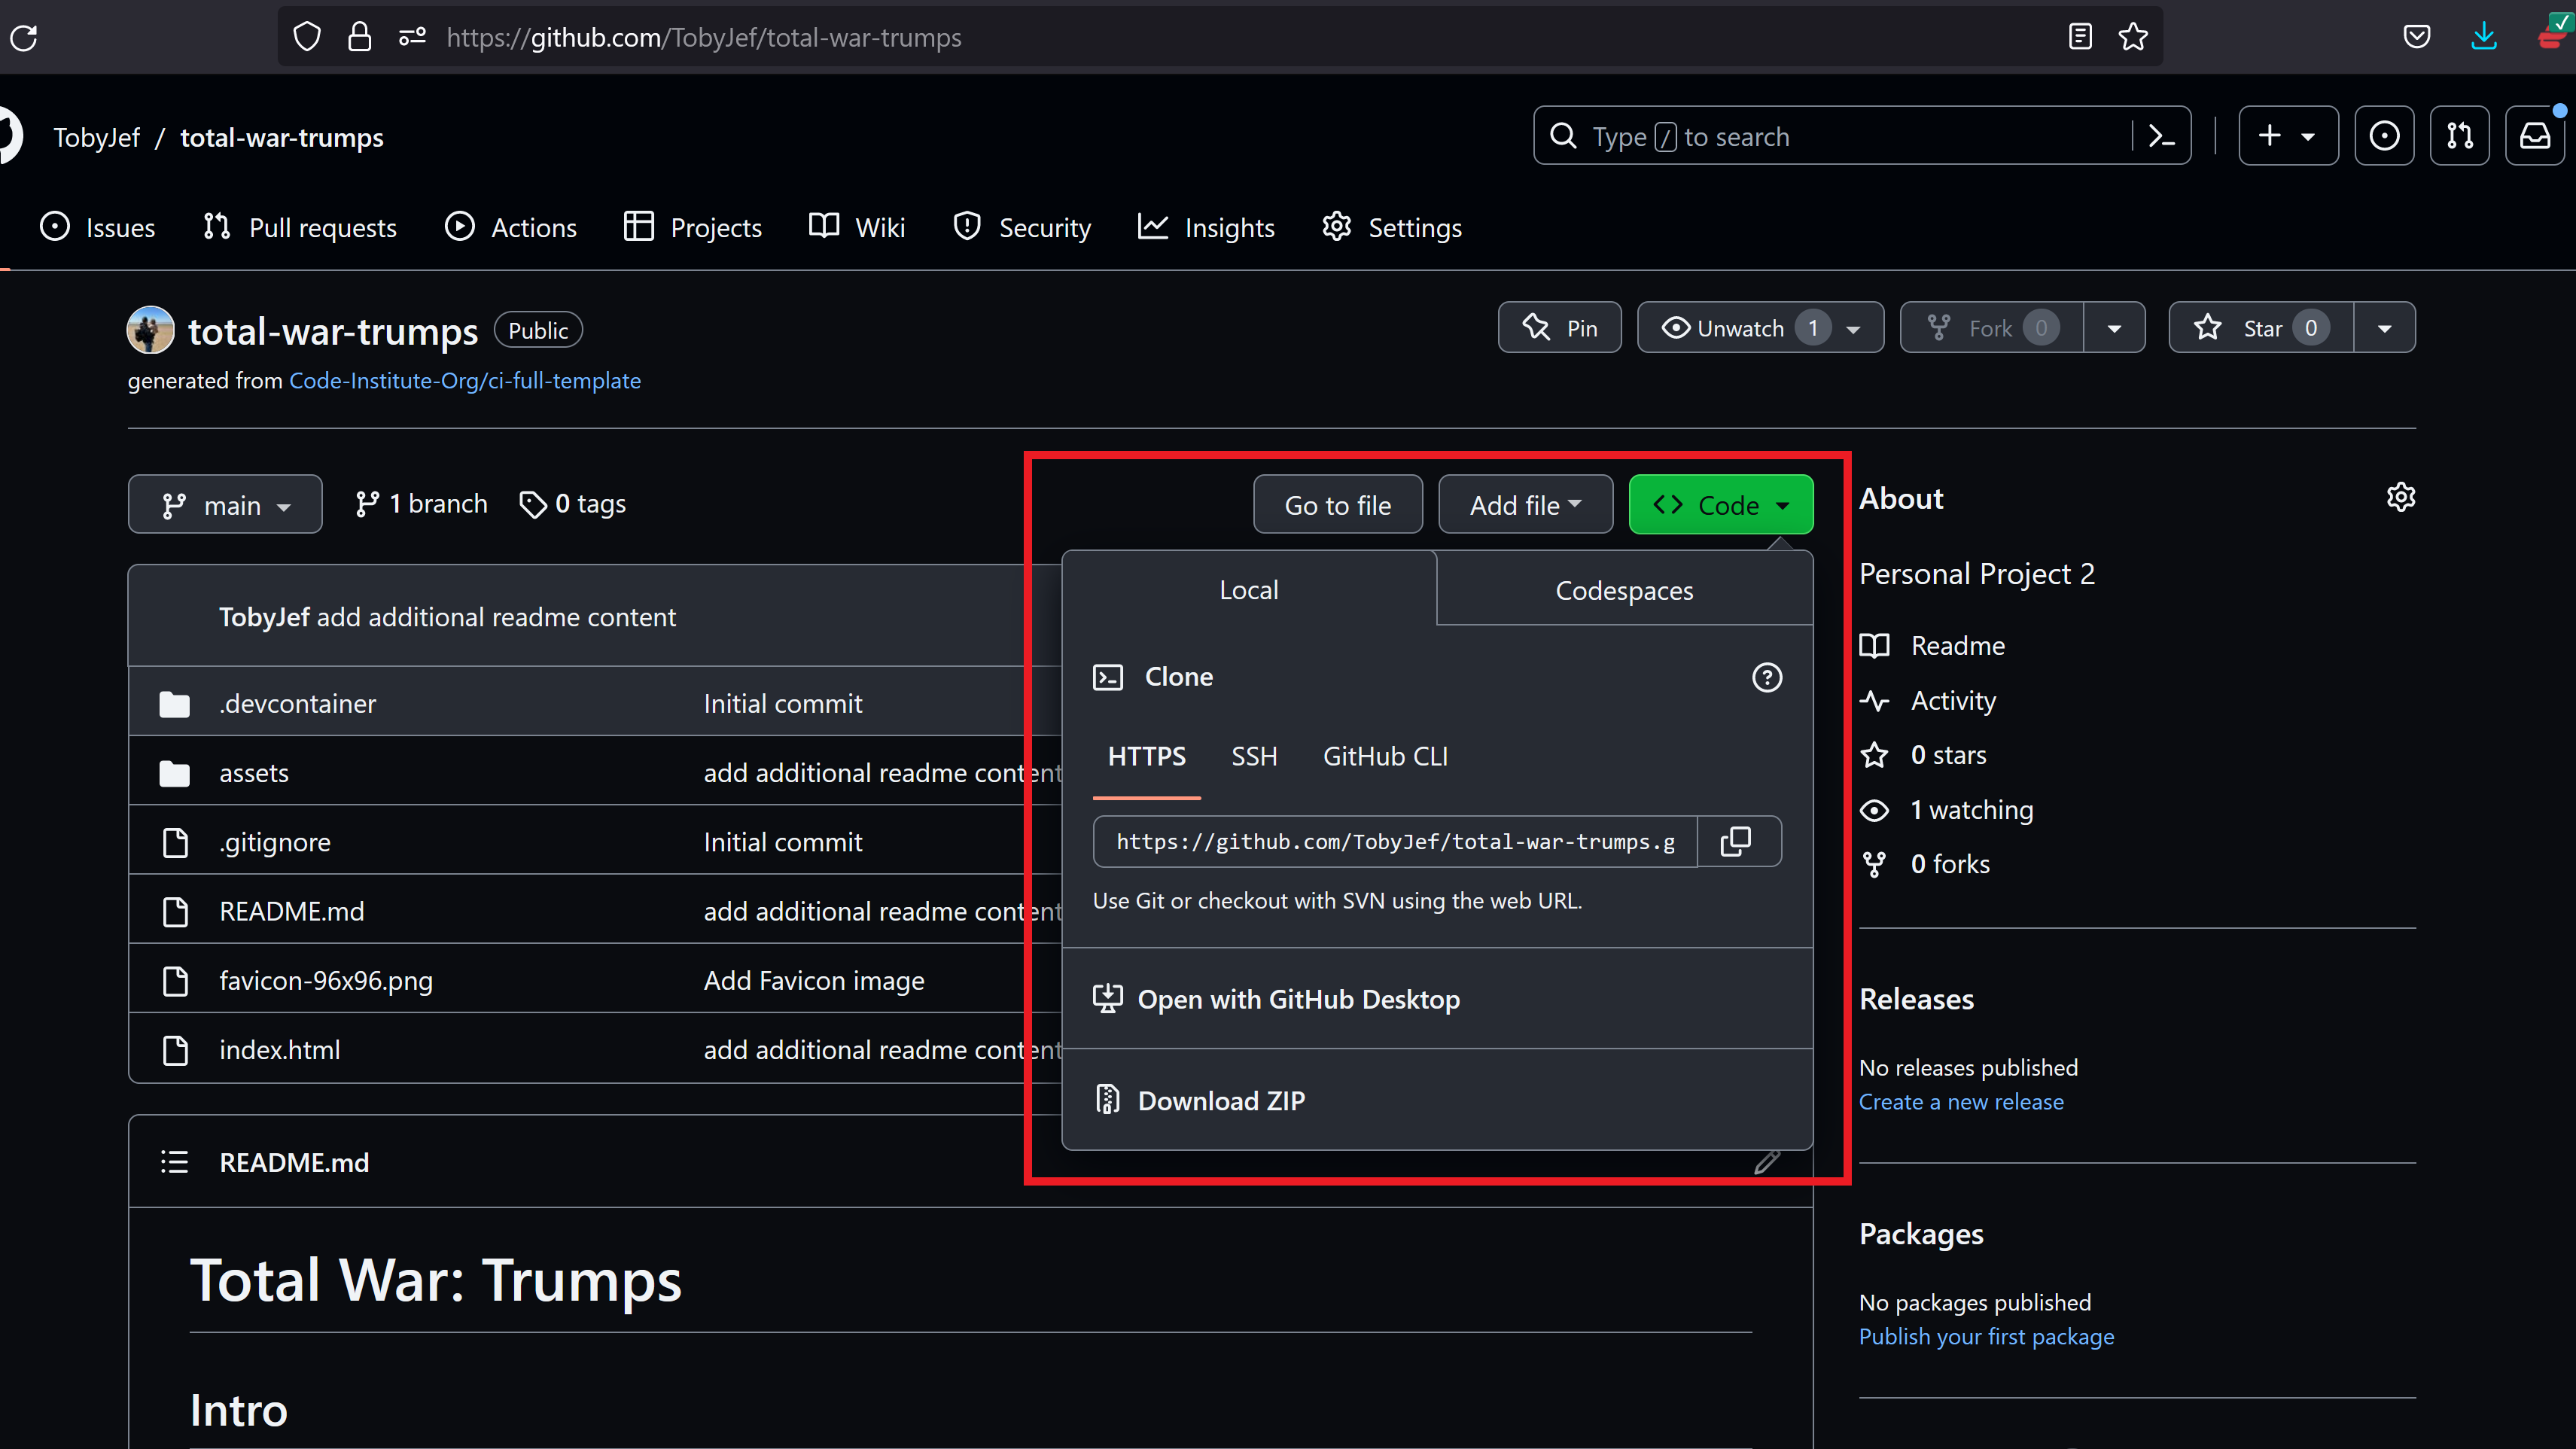 https://github.com/TobyJef/total-war-trumps
TobyJef / total-war-trumps
Type / to search
Issues Pull requests Actions Projects Wiki Security Insights Settings
total-war-trumps Public
Pin Unwatch 1 Fork 0 Star 0
generated from Code-Institute-Org/ci-full-template
main 1 branch 0 tags Go to file Add file Code
About
Personal Project 2
Local Codespaces
TobyJef add additional readme content
Readme
Clone
.devcontainer Initial commit
Activity
HTTPS SSH GitHub CLI
0 stars
assets add additional readme content
1 watching
.gitignore Initial commit
https://github.com/TobyJef/total-war-trumps.g
0 forks
Use Git or checkout with SVN using the web URL.
README.md add additional readme content
favicon-96x96.png Add Favicon image
Open with GitHub Desktop
Releases
index.html add additional readme content
No releases published
Download ZIP
Create a new release
README.md
Packages
Total War: Trumps
No packages published
Publish your first package
Intro